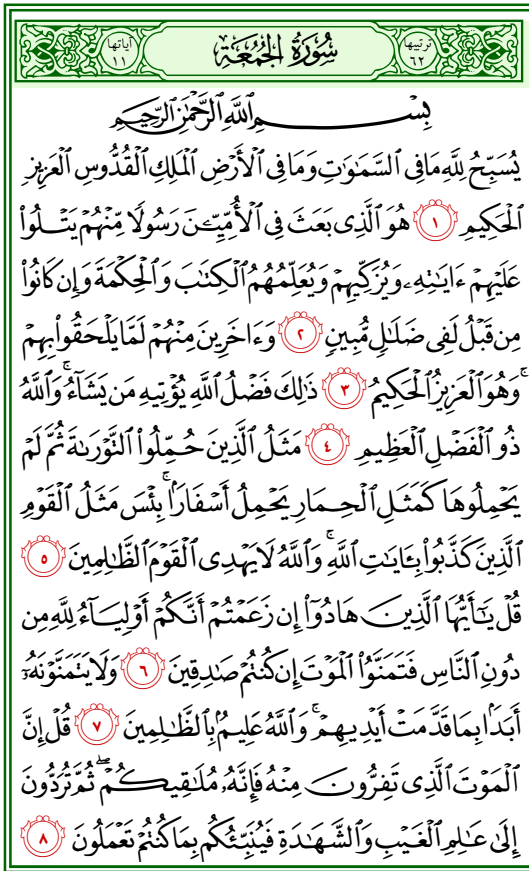 ترتيبها ٦٢ سُورَةُ الجُمُعَةِ آياتها ١١
بِسْمِ ٱللَّهِ ٱلرَّحْمَٰنِ ٱلرَّحِيمِ
يُسَبِّحُ لِلَّهِ مَا فِى ٱلسَّمَٰوَٰتِ وَمَا فِى ٱلْأَرْضِ ٱلْمَلِكِ ٱلْقُدُّوسِ ٱلْعَزِيزِ
ٱلْحَكِيمِ ١ هُوَ ٱلَّذِى بَعَثَ فِى ٱلْأُمِّيِّـۧنَ رَسُولًا مِّنْهُمْ يَتْلُوا۟
عَلَيْهِمْ ءَايَٰتِهِۦ وَيُزَكِّيهِمْ وَيُعَلِّمُهُمُ ٱلْكِتَٰبَ وَٱلْحِكْمَةَ وَإِن كَانُوا۟
مِن قَبْلُ لَفِى ضَلَٰلٍ مُّبِينٍ ٢ وَءَاخَرِينَ مِنْهُمْ لَمَّا يَلْحَقُوا۟ بِهِمْ
ۚ وَهُوَ ٱلْعَزِيزُ ٱلْحَكِيمُ ٣ ذَٰلِكَ فَضْلُ ٱللَّهِ يُؤْتِيهِ مَن يَشَآءُ ۚ وَٱللَّهُ
ذُو ٱلْفَضْلِ ٱلْعَظِيمِ ٤ مَثَلُ ٱلَّذِينَ حُمِّلُوا۟ ٱلتَّوْرَىٰةَ ثُمَّ لَمْ
يَحْمِلُوهَا كَمَثَلِ ٱلْحِمَارِ يَحْمِلُ أَسْفَارًۢا ۚ بِئْسَ مَثَلُ ٱلْقَوْمِ
ٱلَّذِينَ كَذَّبُوا۟ بِـَٔايَٰتِ ٱللَّهِ ۚ وَٱللَّهُ لَا يَهْدِى ٱلْقَوْمَ ٱلظَّٰلِمِينَ ٥
قُلْ يَٰٓأَيُّهَا ٱلَّذِينَ هَادُوٓا۟ إِن زَعَمْتُمْ أَنَّكُمْ أَوْلِيَآءُ لِلَّهِ مِن
دُونِ ٱلنَّاسِ فَتَمَنَّوُا۟ ٱلْمَوْتَ إِن كُنتُمْ صَٰدِقِينَ ٦ وَلَا يَتَمَنَّوْنَهُۥٓ
أَبَدًۢا بِمَا قَدَّمَتْ أَيْدِيهِمْ ۚ وَٱللَّهُ عَلِيمٌۢ بِٱلظَّٰلِمِينَ ٧ قُلْ إِنَّ
ٱلْمَوْتَ ٱلَّذِى تَفِرُّونَ مِنْهُ فَإِنَّهُۥ مُلَٰقِيكُمْ ۖ ثُمَّ تُرَدُّونَ
إِلَىٰ عَٰلِمِ ٱلْغَيْبِ وَٱلشَّهَٰدَةِ فَيُنَبِّئُكُم بِمَا كُنتُمْ تَعْمَلُونَ ٨